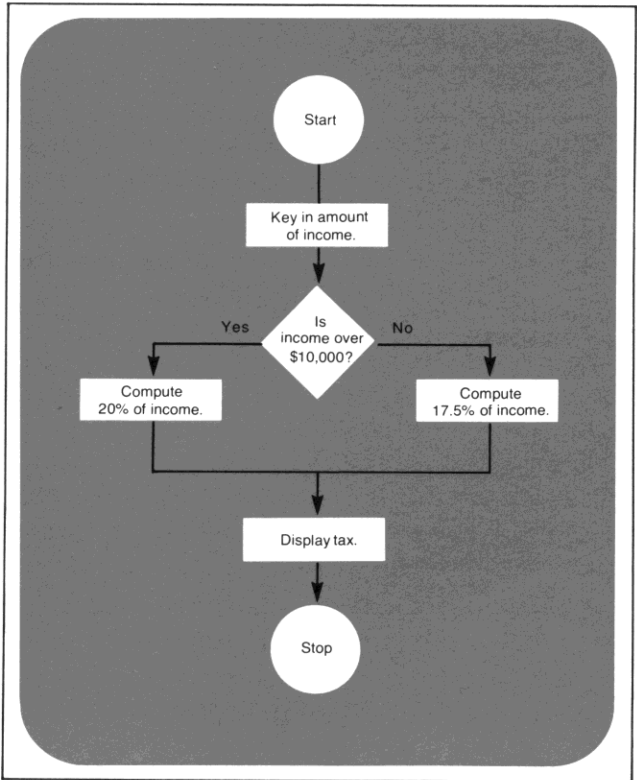 Start
Key in amount
of income.
Is
income over
$10,000?
Yes
No
Compute
20% of income.
Compute
17.5% of income.
Display tax.
Stop